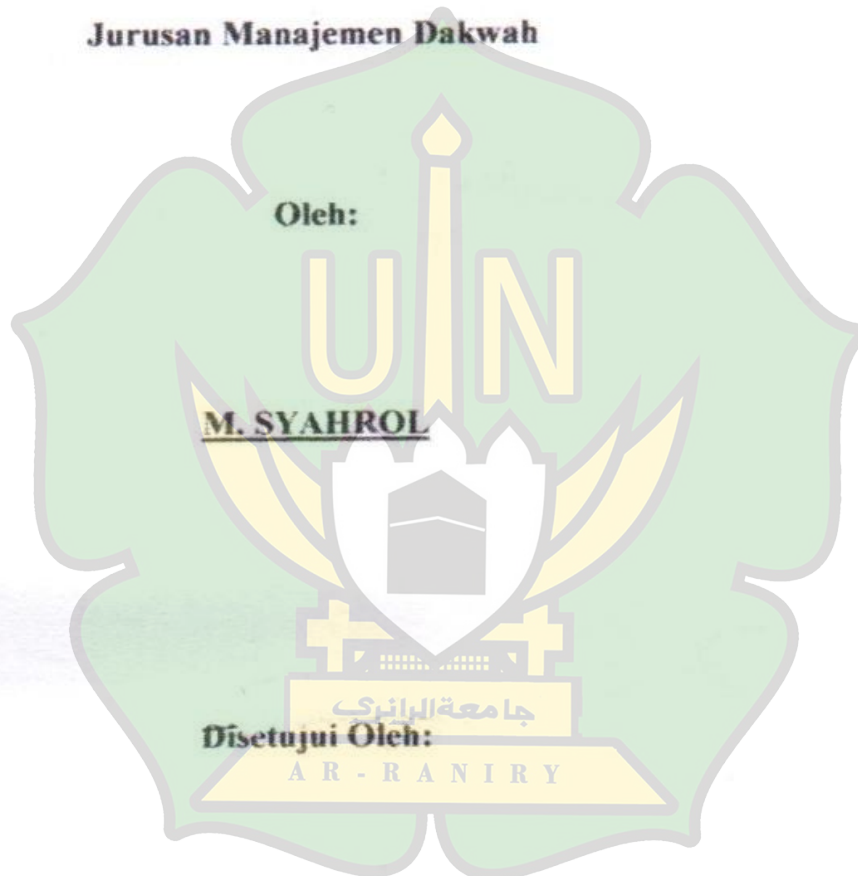 Jurusan Manajemen Dakwah
Oleh:
UIN
M. SYAHROL
جامعةالرانري
Disetujui Oleh:
AR-RANIRY